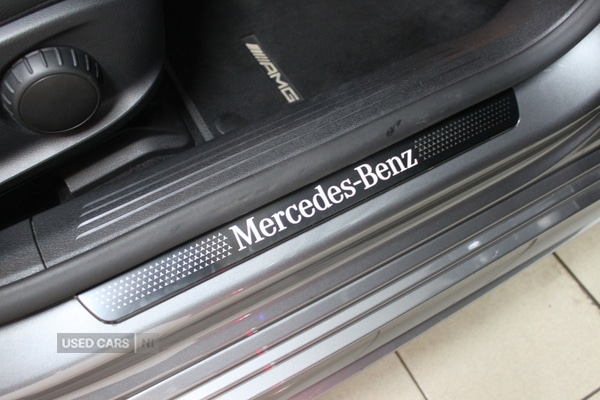 AMG
Mercedes-Benz
USED CARS NI